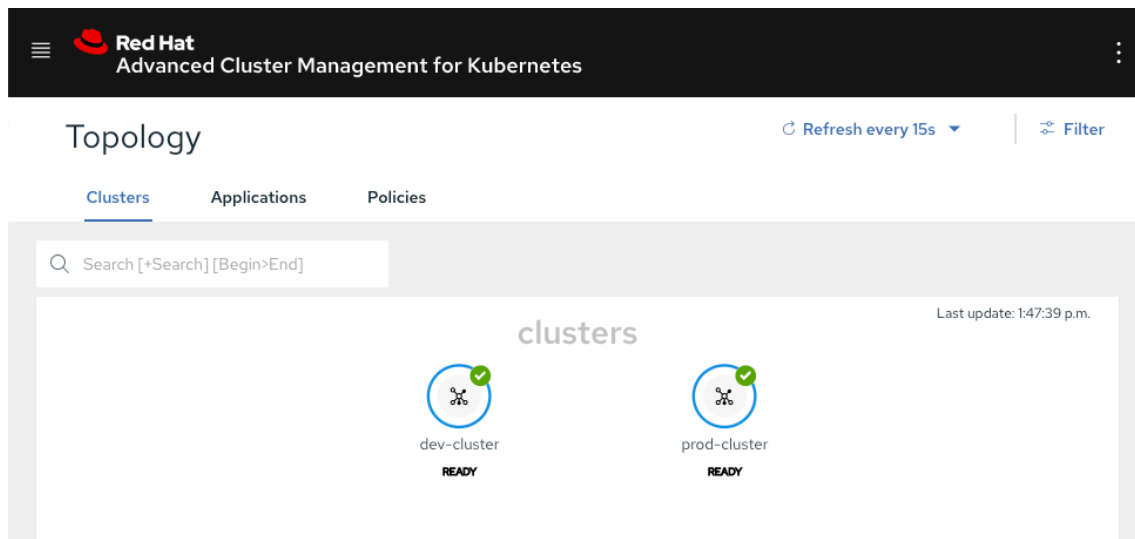 Red Hat
Advanced Cluster Management for Kubernetes
Topology
Refresh every 15s
Filter
Clusters Applications Policies
Search [+Search] [Begin>End]
Last update: 1:47:39 p.m.
clusters
dev-cluster prod-cluster
READY READY